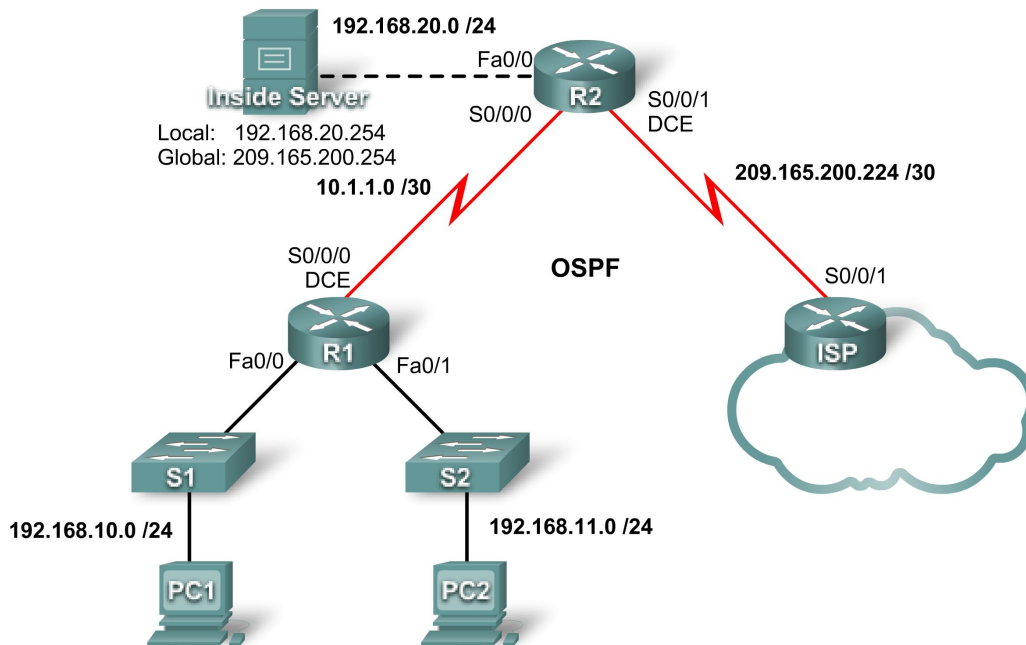 192.168.20.0 /24
Fa0/0
R2
Inside Server
S0/0/0
S0/0/1
DCE
Local: 192.168.20.254
Global: 209.165.200.254
10.1.1.0 /30
209.165.200.224 /30
S0/0/0
DCE
OSPF
S0/0/1
R1
ISP
Fa0/0
Fa0/1
S1
S2
192.168.10.0 /24
192.168.11.0 /24
PC1
PC2